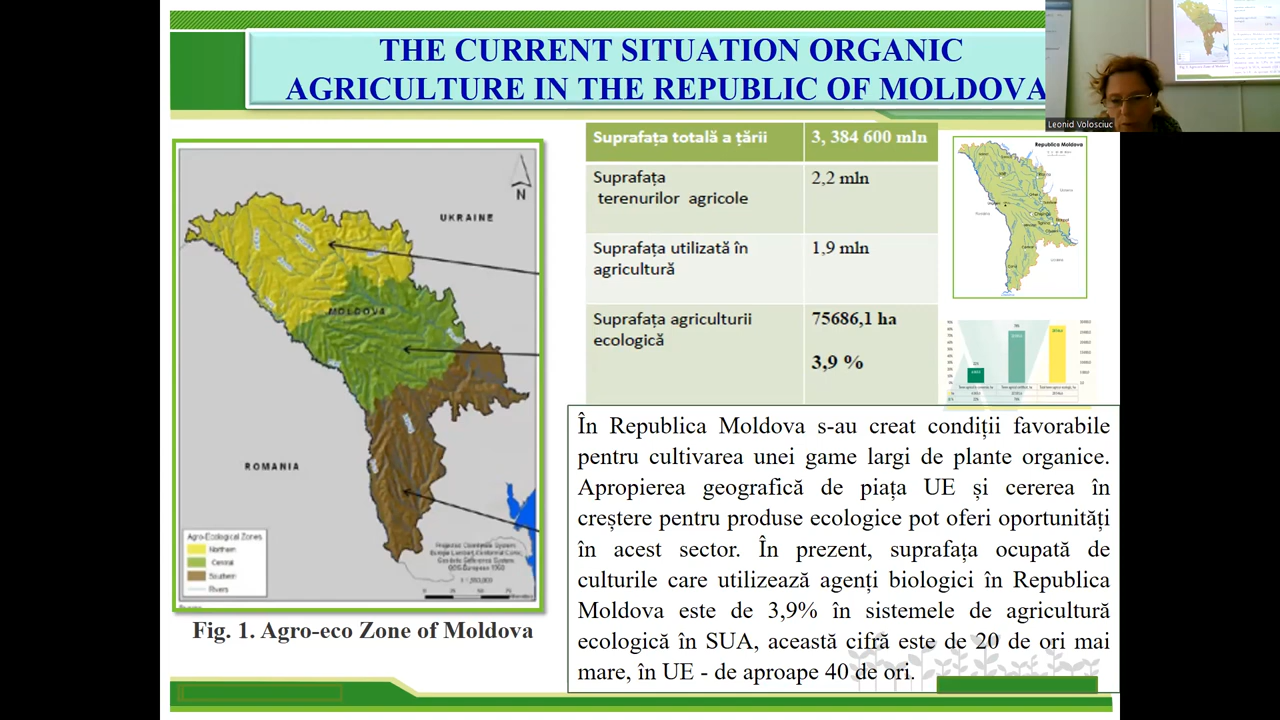 THE CURRENT SITUATION ORGANIC
AGRICULTURE IN THE REPUBLIC OF MOLDOVA
Leonid Volosciuc
N
UKRAINE
MOLDOVA
ROMANIA
Agro-Ecological Zones
Northern
Central
Southern
Rivers
Fig. 1. Agro-eco Zone of Moldova
Suprafața totală a țării 3, 384 600 mln
Suprafața 2,2 mln
terenurilor agricole
Suprafața utilizată în 1,9 mln
agricultură
Suprafața agriculturii 75686,1 ha
ecologică
3,9 %
Republica Moldova
În Republica Moldova s-au creat condiții favorabile
pentru cultivarea unei game largi de plante organice.
Apropierea geografică de piața UE și cererea în
creștere pentru produse ecologice pot oferi oportunități
în acest sector. În prezent, suprafața ocupată de
culturile care utilizează agenți biologici în Republica
Moldova este de 3,9% în sistemele de agricultură
ecologică în SUA, această cifră este de 20 de ori mai
mare, în UE - de aproape 40 de ori.